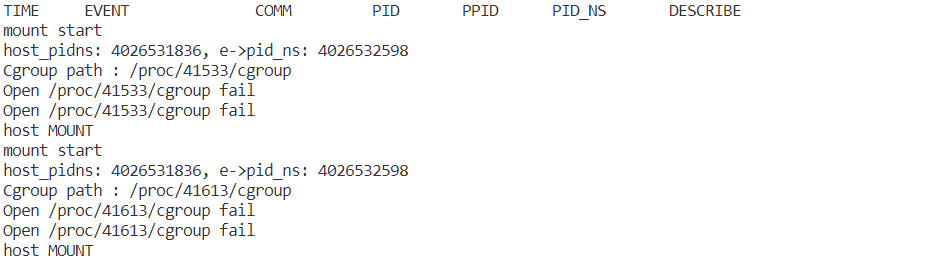 TIME EVENT COMM PID PPID PID_NS DESCRIBE
mount start
host_pidns: 4026531836, e->pid_ns: 4026532598
Cgroup path : /proc/41533/cgroup
Open /proc/41533/cgroup fail
Open /proc/41533/cgroup fail
host MOUNT
mount start
host_pidns: 4026531836, e->pid_ns: 4026532598
Cgroup path : /proc/41613/cgroup
Open /proc/41613/cgroup fail
Open /proc/41613/cgroup fail
host MOUNT